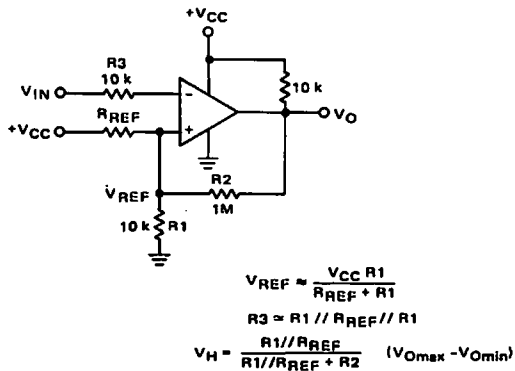 +VCC
R3
10 k
VIN
10 k
VO
+VCC
RREF
-
+
VREF
R2
1M
10 k R1
VREF ≈ VCC R1 / RREF + R1
R3 ≃ R1 // RREF // R1
VH = R1//RREF / R1//RREF + R2 (VOmax -VOmin)